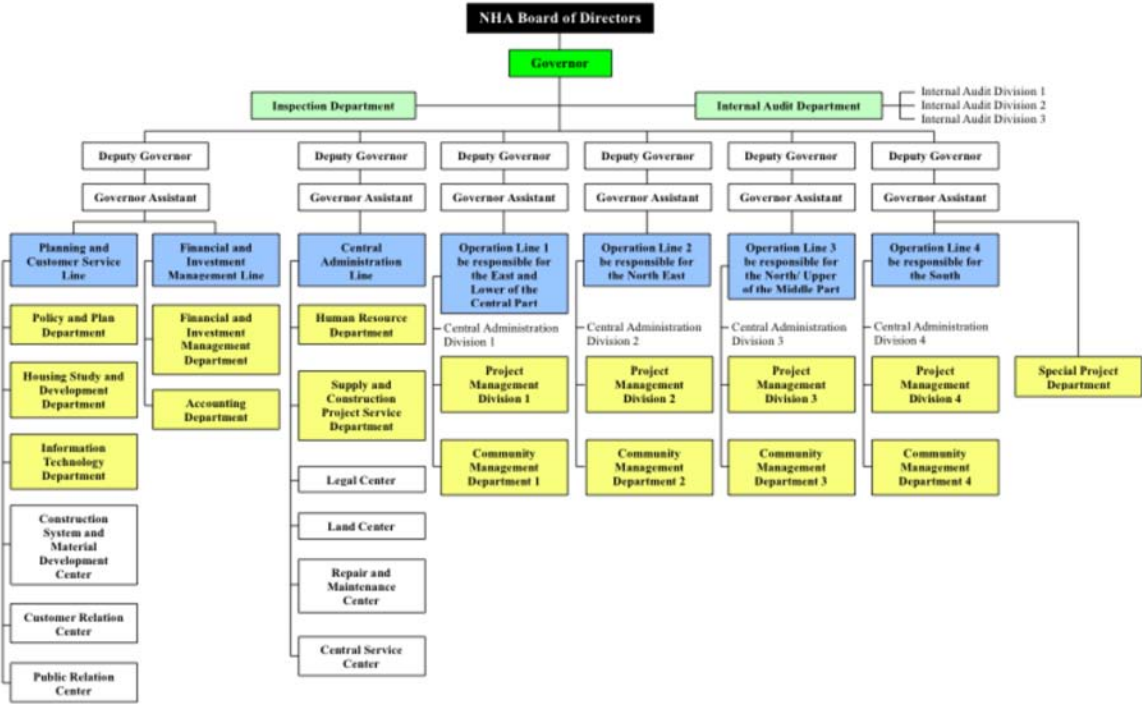 NHA Board of Directors
Governor
Inspection Department
Internal Audit Department
Internal Audit Division 1
Internal Audit Division 2
Internal Audit Division 3
Deputy Governor
Deputy Governor
Deputy Governor
Deputy Governor
Deputy Governor
Deputy Governor
Governor Assistant
Governor Assistant
Governor Assistant
Governor Assistant
Governor Assistant
Governor Assistant
Planning and
Customer Service
Line
Policy and Plan
Department
Housing Study and
Development
Department
Information
Technology
Department
Construction
System and
Material
Development
Center
Customer Relation
Center
Public Relation
Center
Financial and
Investment
Management Line
Financial and
Investment
Management
Department
Accounting
Department
Central
Administration
Line
Human Resource
Department
Supply and
Construction
Project Service
Department
Legal Center
Land Center
Repair and
Maintenance
Center
Central Service
Center
Operation Line 1
be responsible for
the East and
Lower of the
Central Part
Central Administration
Division 1
Project
Management
Division 1
Community
Management
Department 1
Operation Line 2
be responsible for
the North East
Central Administration
Division 2
Project
Management
Division 2
Community
Management
Department 2
Operation Line 3
be responsible for
the North/ Upper
of the Middle Part
Central Administration
Division 3
Project
Management
Division 3
Community
Management
Department 3
Operation Line 4
be responsible for
the South
Central Administration
Division 4
Project
Management
Division 4
Community
Management
Department 4
Special Project
Department